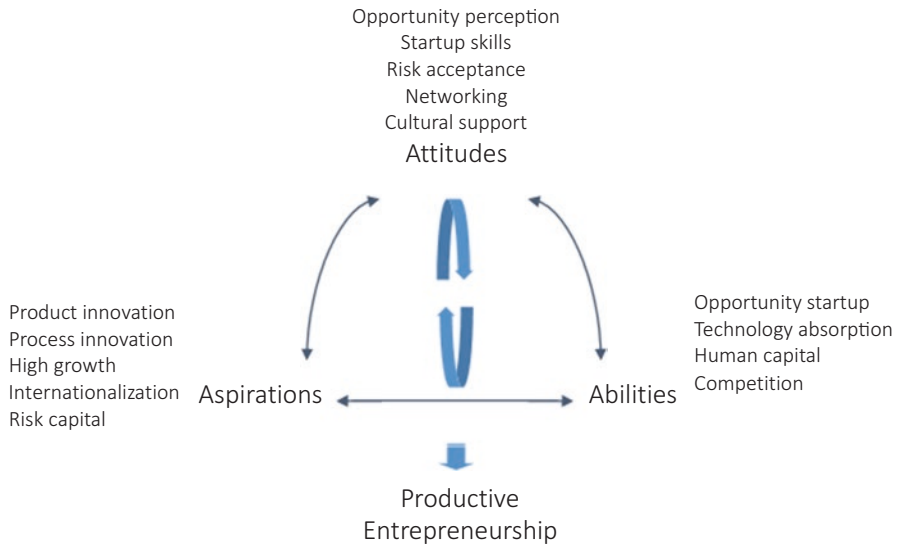 Opportunity perception
Startup skills
Risk acceptance
Networking
Cultural support
Attitudes
Product innovation
Process innovation
High growth
Internationalization
Risk capital
Aspirations
Abilities
Opportunity startup
Technology absorption
Human capital
Competition
Productive
Entrepreneurship